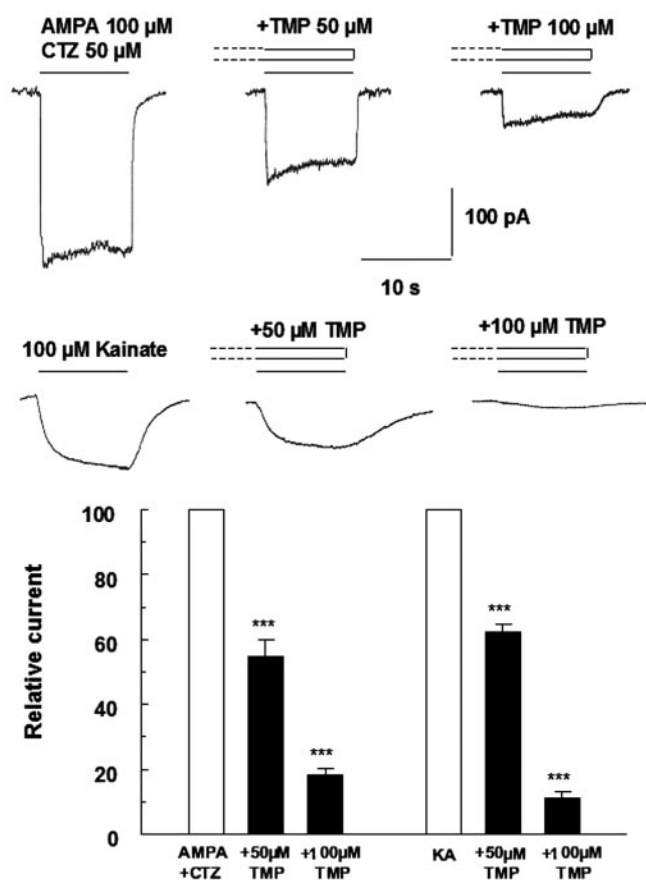 AMPA 100 µM
CTZ 50 µM
+TMP 50 µM
+TMP 100 µM
100 pA
10 s
100 µM Kainate
+50 µM TMP
+100 µM TMP
Relative current
100
80
60
40
20
0
***
***
***
***
AMPA
+CTZ
+50µM
TMP
+100µM
TMP
KA
+50µM
TMP
+100µM
TMP